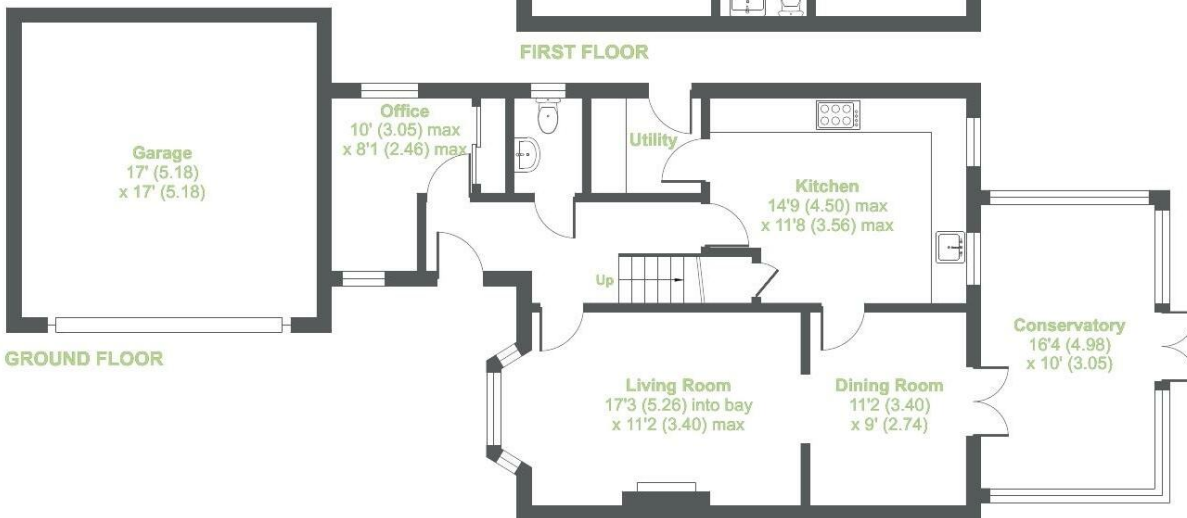 FIRST FLOOR
Garage
17' (5.18)
x 17' (5.18)
Office
10' (3.05) max
x 8'1 (2.46) max
Utility
Kitchen
14'9 (4.50) max
x 11'8 (3.56) max
Up
Conservatory
16'4 (4.98)
x 10' (3.05)
GROUND FLOOR
Living Room
17'3 (5.26) into bay
x 11'2 (3.40) max
Dining Room
11'2 (3.40)
x 9' (2.74)